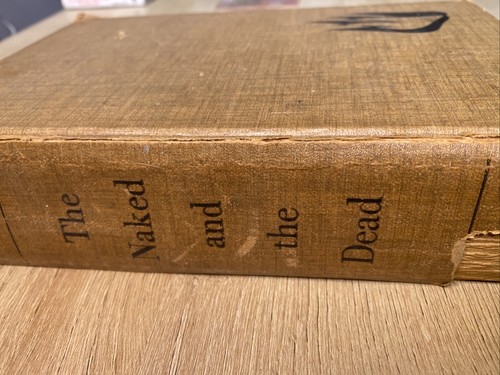 The
Naked
and
the
Dead